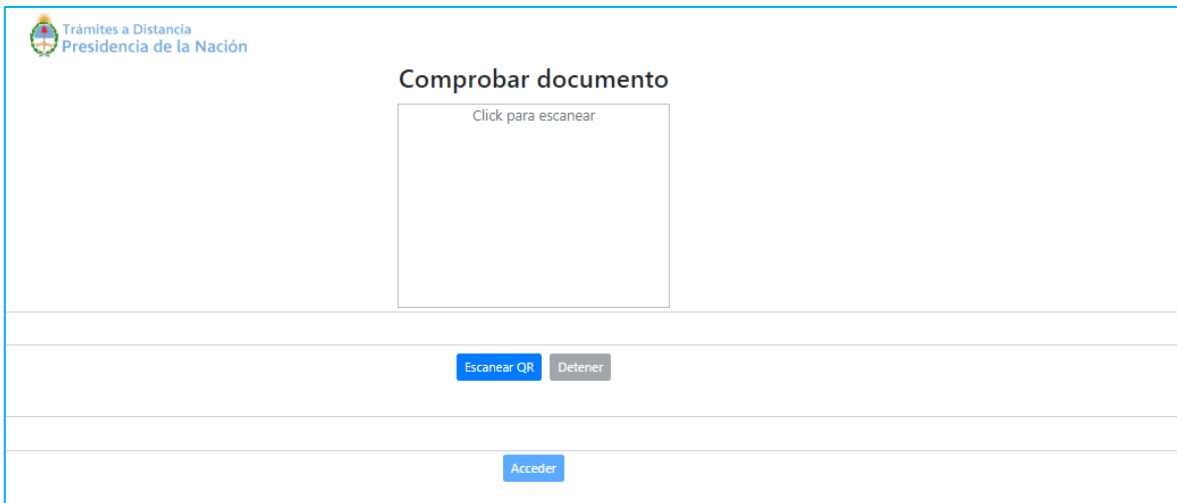 Trámites a Distancia
Presidencia de la Nación
Comprobar documento
Click para escanear
Escanear QR Detener
Acceder